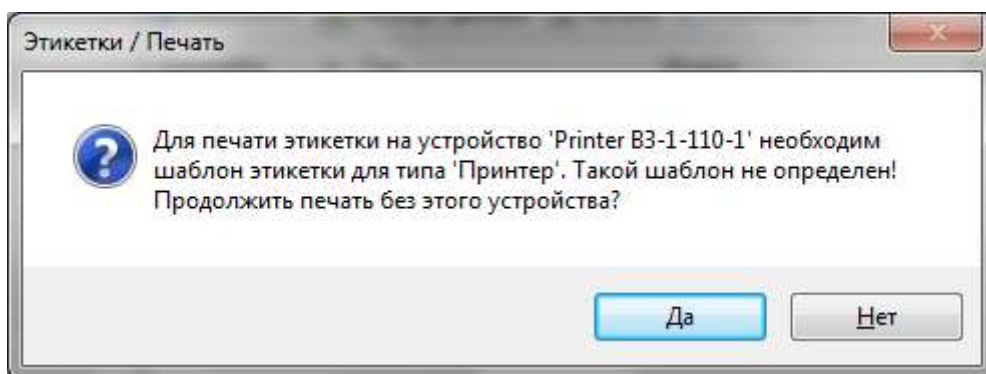 Этикетки / Печать
Для печати этикетки на устройство 'Printer B3-1-110-1' необходим
шаблон этикетки для типа 'Принтер'. Такой шаблон не определен!
Продолжить печать без этого устройства?
Да
Нет